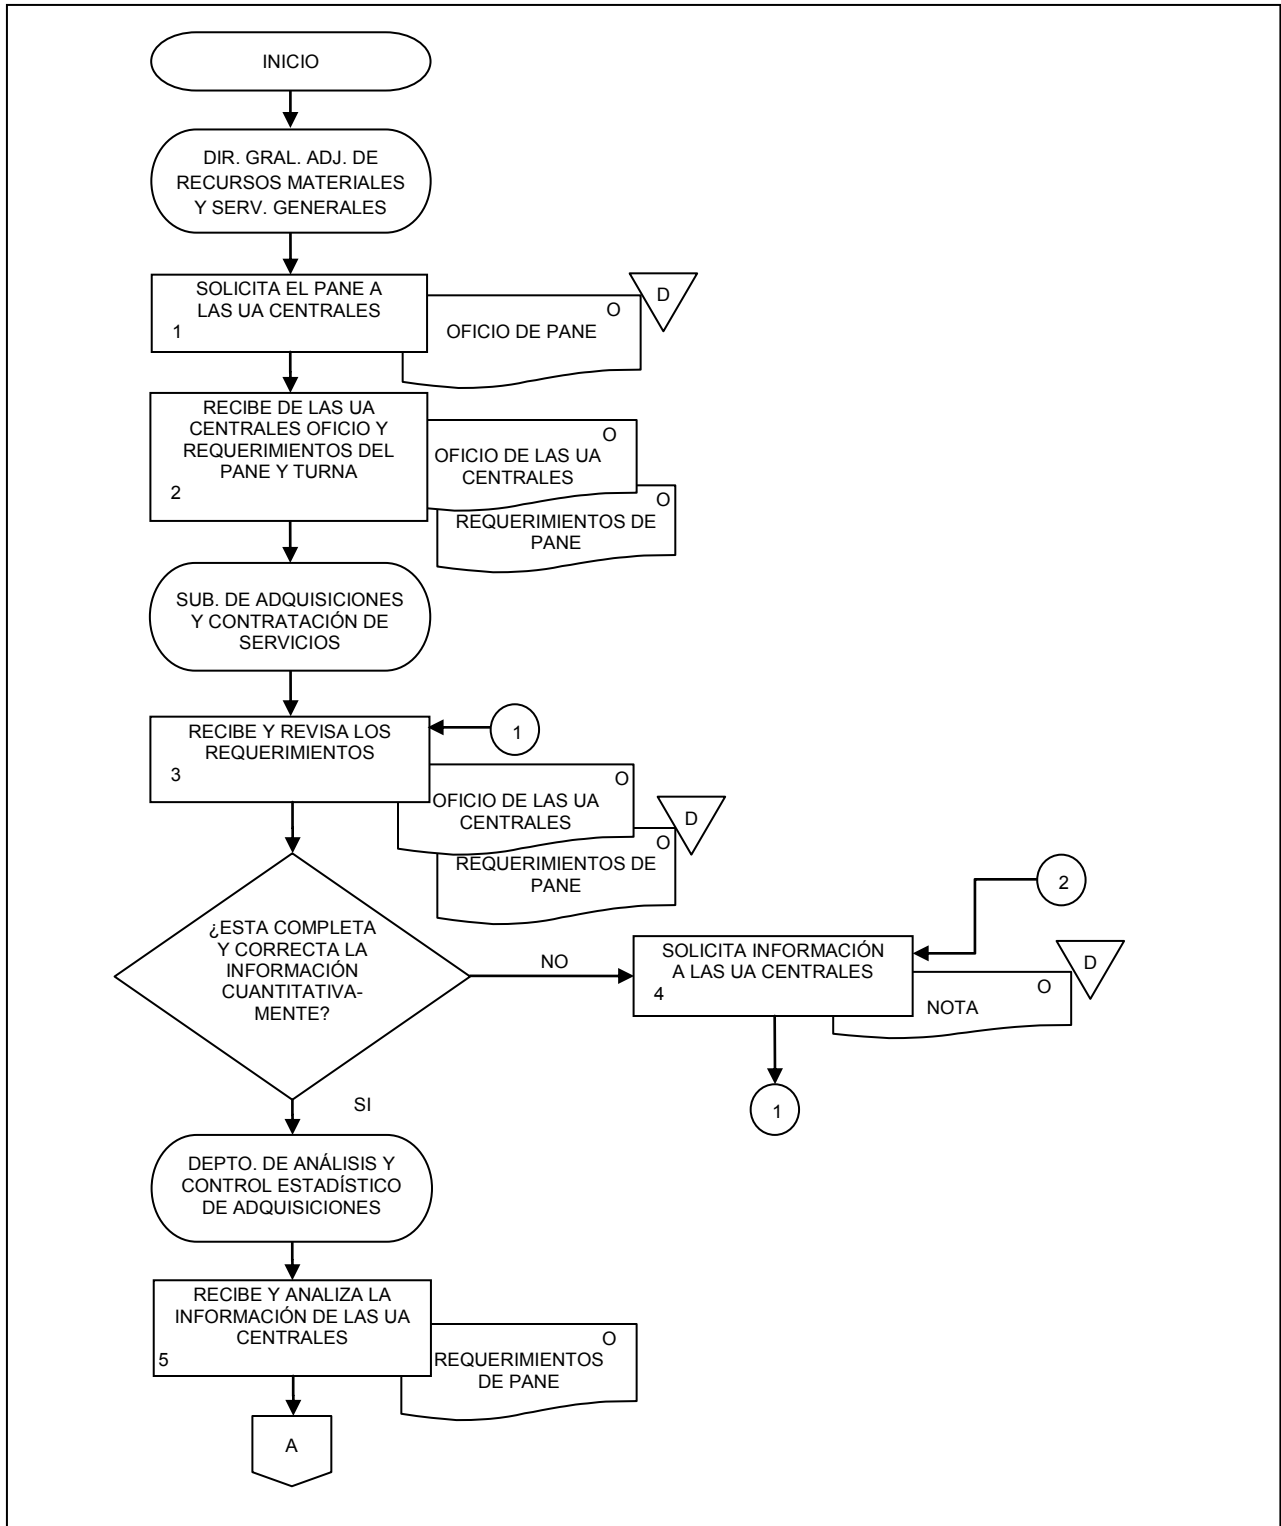 INICIO
DIR. GRAL. ADJ. DE
RECURSOS MATERIALES
Y SERV. GENERALES
SOLICITA EL PANE A
LAS UA CENTRALES
1
O
OFICIO DE PANE
D
RECIBE DE LAS UA
CENTRALES OFICIO Y
REQUERIMIENTOS DEL
PANE Y TURNA
2
O
OFICIO DE LAS UA
CENTRALES
O
REQUERIMIENTOS DE
PANE
SUB. DE ADQUISICIONES
Y CONTRATACIÓN DE
SERVICIOS
RECIBE Y REVISA LOS
REQUERIMIENTOS
3
1
O
OFICIO DE LAS UA
CENTRALES
O
REQUERIMIENTOS DE
PANE
D
¿ESTA COMPLETA
Y CORRECTA LA
INFORMACIÓN
CUANTITATIVA-
MENTE?
NO
2
SOLICITA INFORMACIÓN
A LAS UA CENTRALES
4
O
NOTA
D
1
SI
DEPTO. DE ANÁLISIS Y
CONTROL ESTADÍSTICO
DE ADQUISICIONES
RECIBE Y ANALIZA LA
INFORMACIÓN DE LAS UA
CENTRALES
5
O
REQUERIMIENTOS
DE PANE
A